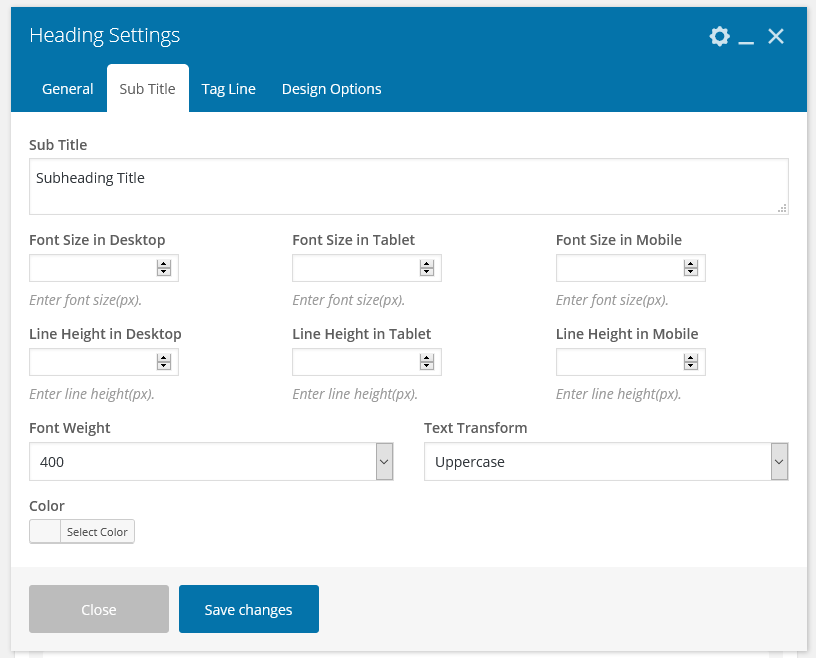 Heading Settings
General Sub Title Tag Line Design Options
Sub Title
Subheading Title
Font Size in Desktop Font Size in Tablet Font Size in Mobile
Enter font size(px). Enter font size(px). Enter font size(px).
Line Height in Desktop Line Height in Tablet Line Height in Mobile
Enter line height(px). Enter line height(px). Enter line height(px).
Font Weight Text Transform
400 Uppercase
Color
Select Color
Close Save changes